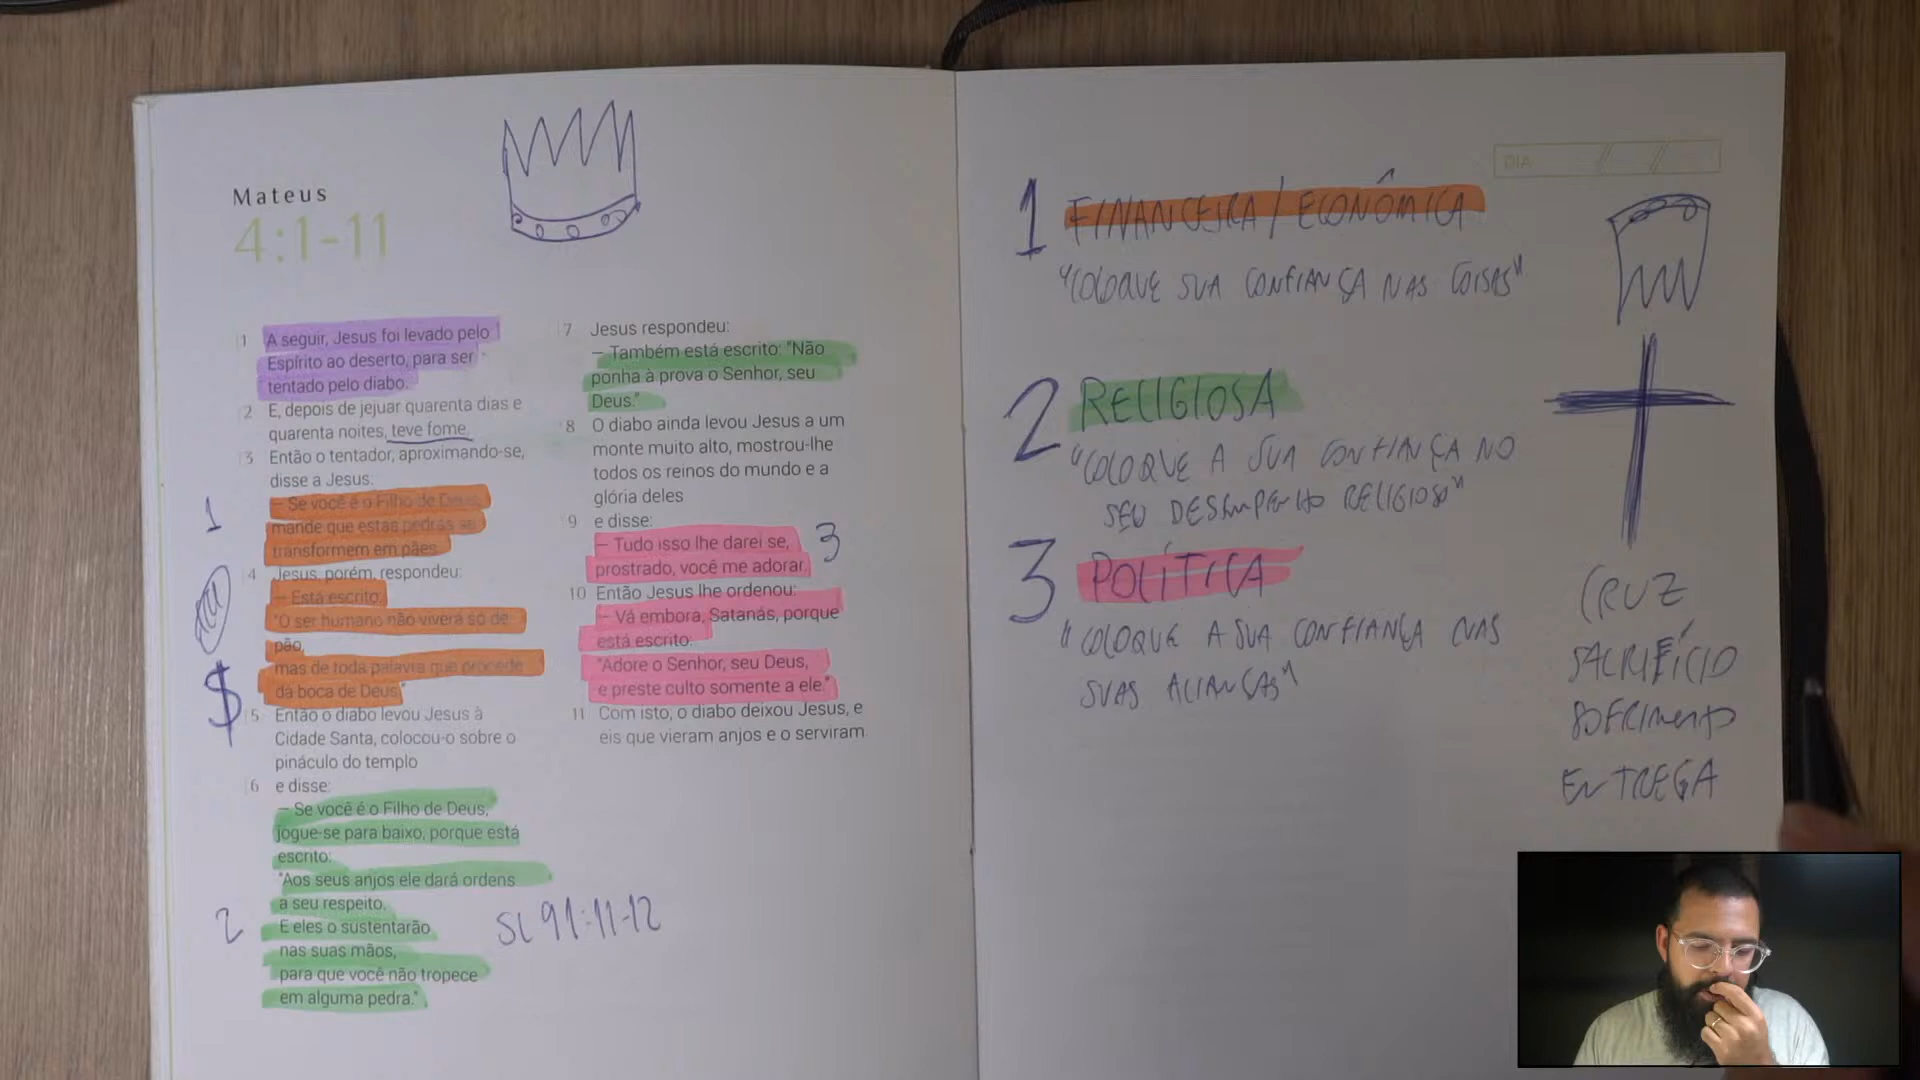 Mateus
4:1-11
1 A seguir, Jesus foi levado pelo
Espírito ao deserto, para ser
tentado pelo diabo.
2 E, depois de jejuar quarenta dias e
quarenta noites, teve fome.
3 Então o tentador, aproximando-se,
disse a Jesus:
1
— Se você é o Filho de Deus,
mande que estas pedras se
transformem em pães.
4 Jesus, porém, respondeu:
— Está escrito:
"O ser humano não viverá só de
pão,
mas de toda palavra que procede
da boca de Deus."
$
5 Então o diabo levou Jesus à
Cidade Santa, colocou-o sobre o
pináculo do templo
6 e disse:
— Se você é o Filho de Deus,
jogue-se para baixo, porque está
escrito:
"Aos seus anjos ele dará ordens
a seu respeito.
E eles o sustentarão
nas suas mãos,
para que você não tropece
em alguma pedra."
2
SL 91:11-12
7 Jesus respondeu:
— Também está escrito: "Não
ponha à prova o Senhor, seu
Deus."
8 O diabo ainda levou Jesus a um
monte muito alto, mostrou-lhe
todos os reinos do mundo e a
glória deles
9 e disse:
— Tudo isso lhe darei se,
prostrado, você me adorar.
3
10 Então Jesus lhe ordenou:
— Vá embora, Satanás, porque
está escrito:
"Adore o Senhor, seu Deus,
e preste culto somente a ele."
11 Com isto, o diabo deixou Jesus, e
eis que vieram anjos e o serviram.
DIA / /
1 FINANCEIRA / ECONÔMICA
"COLOQUE SUA CONFIANÇA NAS COISAS"
2 RELIGIOSA
"COLOQUE A SUA CONFIANÇA NO
SEU DESEMPENHO RELIGIOSO"
3 POLÍTICA
"COLOQUE A SUA CONFIANÇA NAS
SUAS ALIANÇAS"
CRUZ
SACRIFÍCIO
SOFRIMENTO
ENTREGA